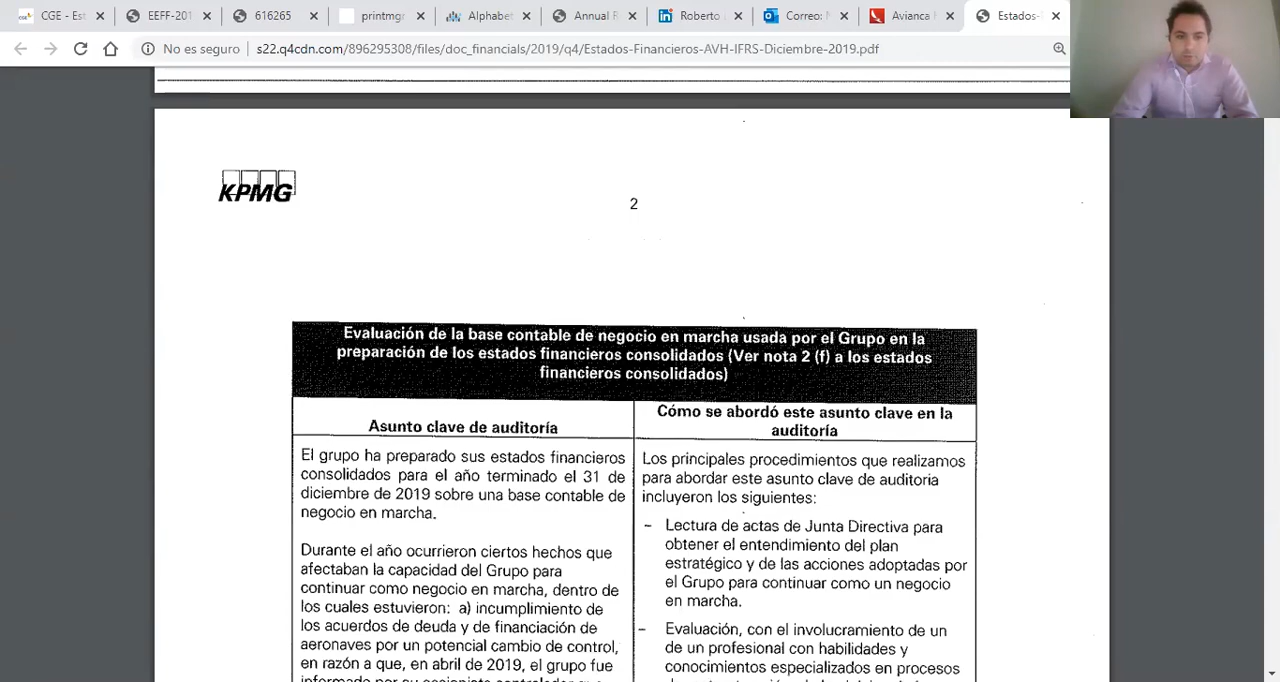 CGE - Est
EEFF-201
616265
printmgr
Alphabet
Annual R
Roberto
Correo: M
Avianca
Estados-
No es seguro
s22.q4cdn.com/896295308/files/doc_financials/2019/q4/Estados-Financieros-AVH-IFRS-Diciembre-2019.pdf
KPMG
2
Evaluación de la base contable de negocio en marcha usada por el Grupo en la
preparación de los estados financieros consolidados (Ver nota 2 (f) a los estados
financieros consolidados)
Asunto clave de auditoría
Cómo se abordó este asunto clave en la
auditoría
El grupo ha preparado sus estados financieros
consolidados para el año terminado el 31 de
diciembre de 2019 sobre una base contable de
negocio en marcha.
Durante el año ocurrieron ciertos hechos que
afectaban la capacidad del Grupo para
continuar como negocio en marcha, dentro de
los cuales estuvieron: a) incumplimiento de
los acuerdos de deuda y de financiación de
aeronaves por un potencial cambio de control,
en razón a que, en abril de 2019, el grupo fue
Los principales procedimientos que realizamos
para abordar este asunto clave de auditoria
incluyeron los siguientes:
- Lectura de actas de Junta Directiva para
obtener el entendimiento del plan
estratégico y de las acciones adoptadas por
el Grupo para continuar como un negocio
en marcha.
- Evaluación, con el involucramiento de un
de un profesional con habilidades y
conocimientos especializados en procesos